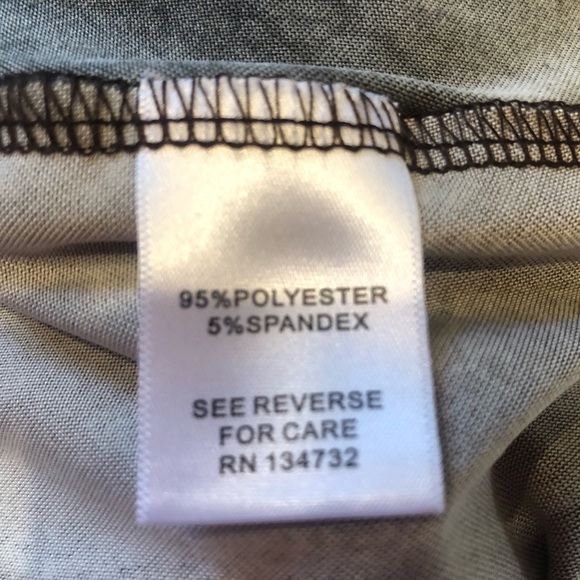 95%POLYESTER
5%SPANDEX
SEE REVERSE
FOR CARE
RN 134732